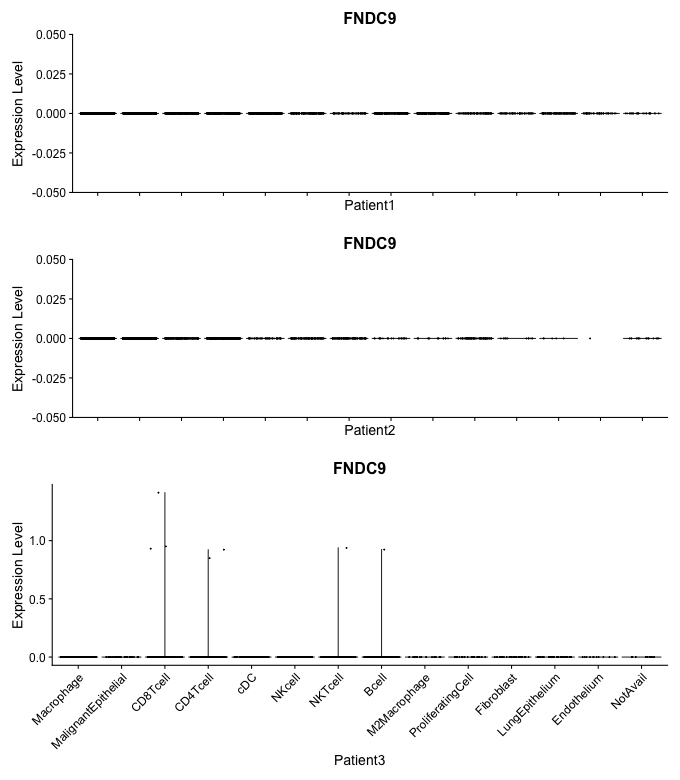 FNDC9
0.050
0.025
0.000
-0.025
-0.050
Expression Level
Patient1
FNDC9
0.050
0.025
0.000
-0.025
-0.050
Expression Level
Patient2
FNDC9
1.0
0.5
0.0
Expression Level
Macrophage
MalignantEpithelial
CD8Tcell
CD4Tcell
cDC
NKcell
NKTcell
Bcell
M2Macrophage
ProliferatingCell
Fibroblast
LungEpithelium
Endothelium
NotAvail
Patient3